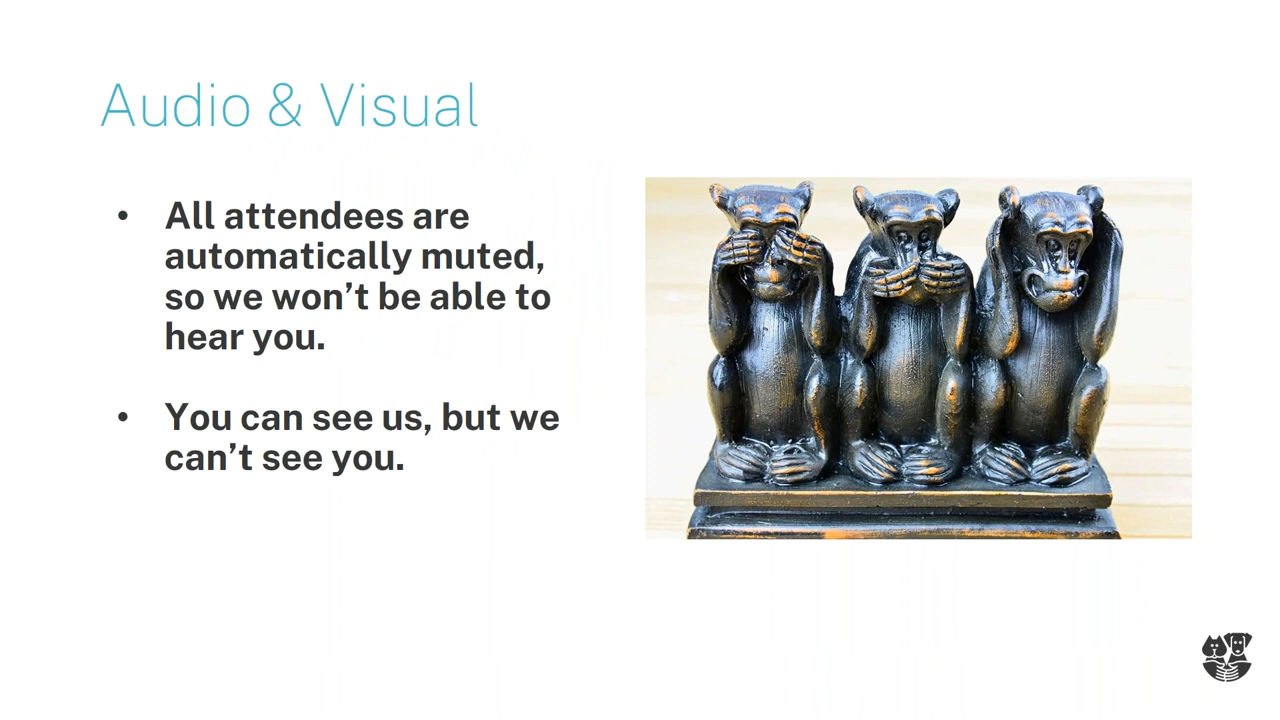 Audio & Visual
• All attendees are
automatically muted,
so we won’t be able to
hear you.
• You can see us, but we
can’t see you.